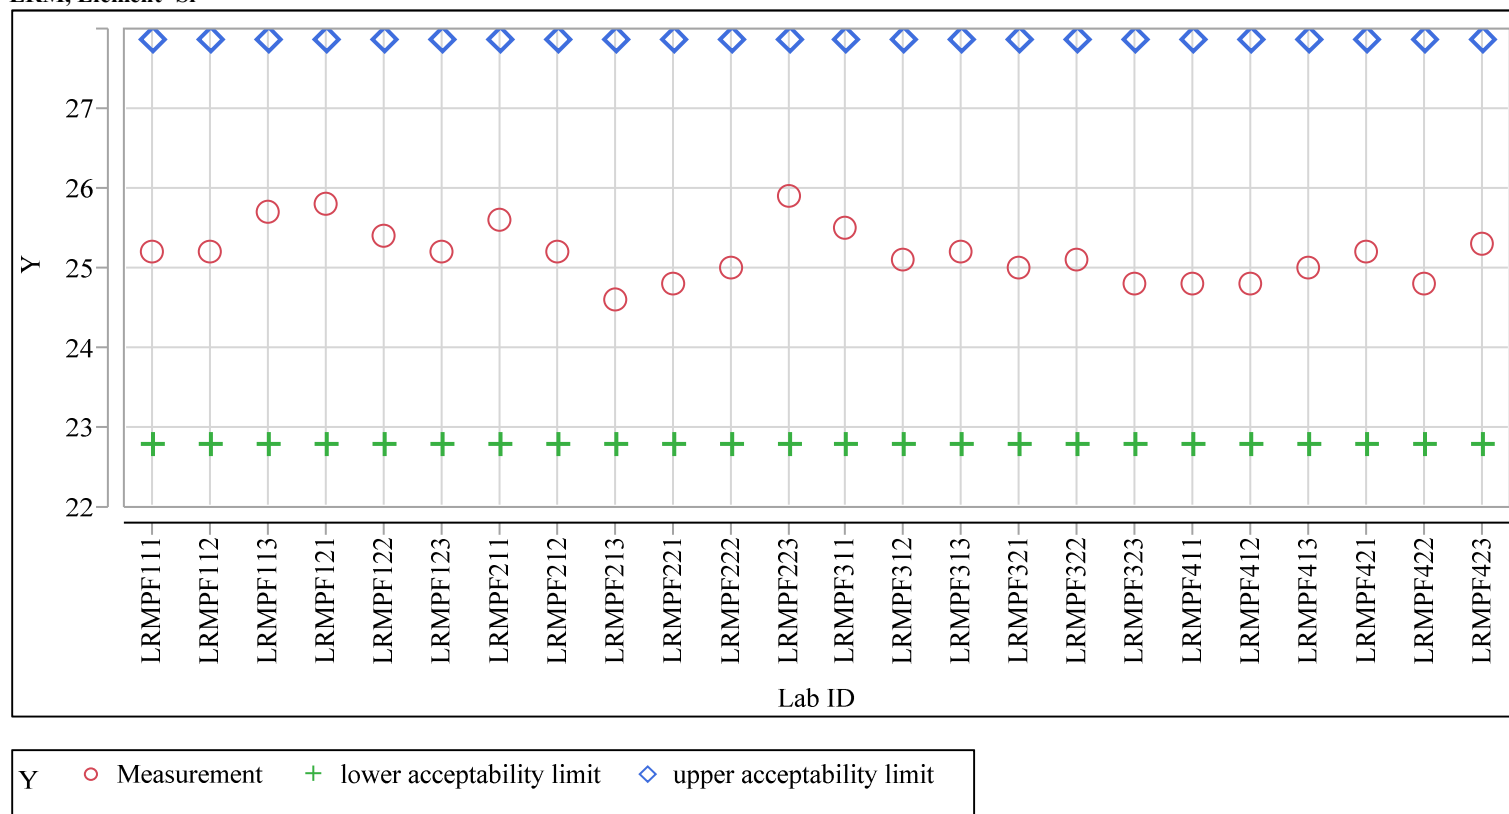 27
26
25
24
23
22
Y
LRMPF111
LRMPF112
LRMPF113
LRMPF121
LRMPF122
LRMPF123
LRMPF211
LRMPF212
LRMPF213
LRMPF221
LRMPF222
LRMPF223
LRMPF311
LRMPF312
LRMPF313
LRMPF321
LRMPF322
LRMPF323
LRMPF411
LRMPF412
LRMPF413
LRMPF421
LRMPF422
LRMPF423
Lab ID
Y Measurement lower acceptability limit upper acceptability limit